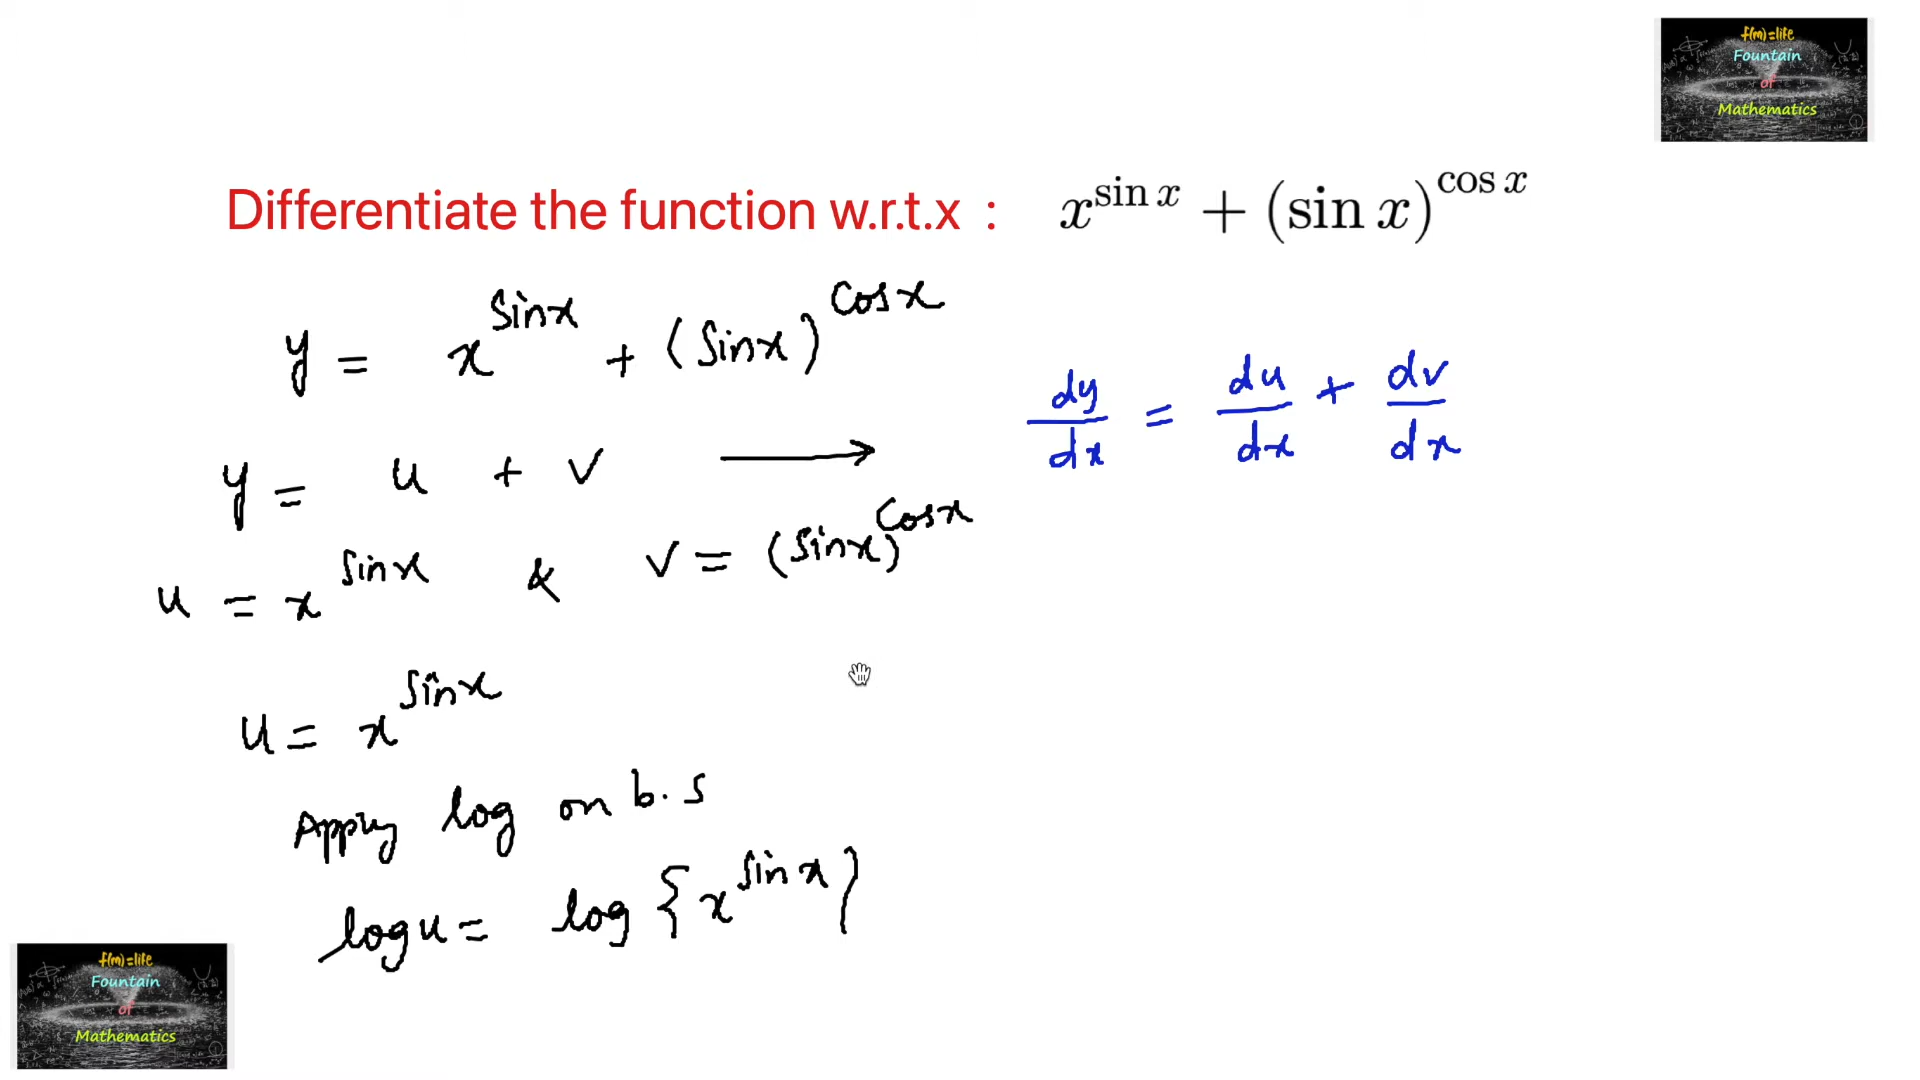 f(m)=life
Fountain
of
Mathematics
Differentiate the function w.r.t.x : x^{sin x} + (sin x)^{cos x}
y = x^{sinx} + (sinx)^{cosx}
y = u + v ⟶ dy/dx = du/dx + dv/dx
u = x^{sinx} & v = (sinx)^{cosx}
u = x^{sinx}
Apply log on b.s
log u = log {x^{sin x}}
f(m)=life
Fountain
of
Mathematics